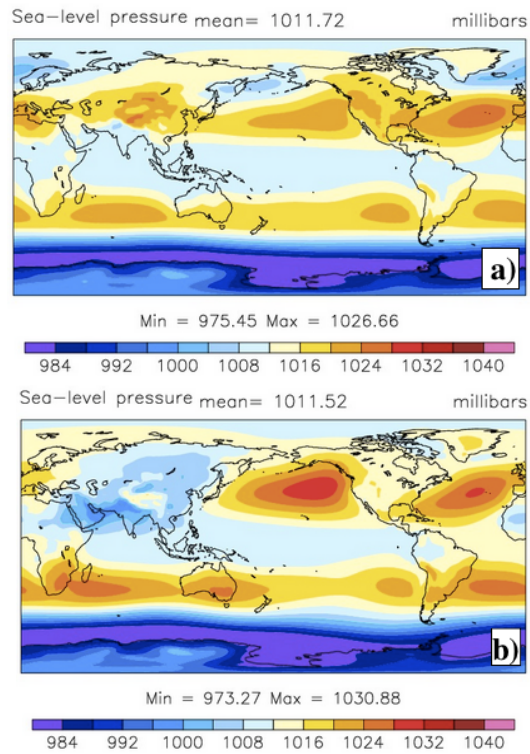 Sea-level pressure mean= 1011.72 millibars
a)
Min = 975.45 Max = 1026.66
984 992 1000 1008 1016 1024 1032 1040
Sea-level pressure mean= 1011.52 millibars
b)
Min = 973.27 Max = 1030.88
984 992 1000 1008 1016 1024 1032 1040